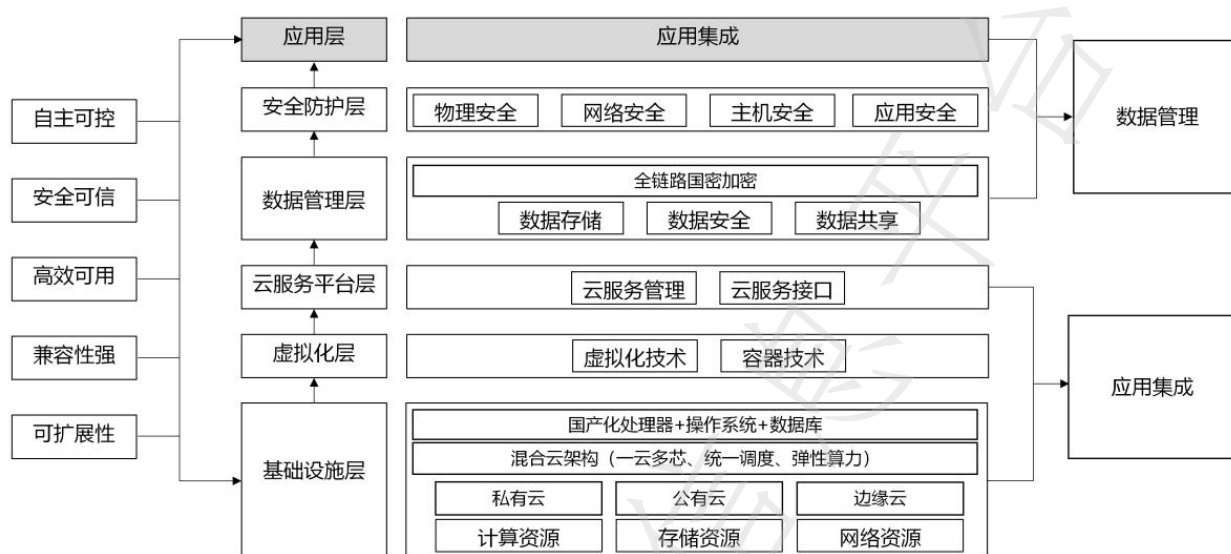 自主可控
安全可信
高效可用
兼容性强
可扩展性
应用层
应用集成
安全防护层
物理安全 网络安全 主机安全 应用安全
数据管理层
全链路国密加密
数据存储 数据安全 数据共享
云服务平台层
云服务管理 云服务接口
虚拟化层
虚拟化技术 容器技术
基础设施层
国产化处理器+操作系统+数据库
混合云架构（一云多芯、统一调度、弹性算力）
私有云 公有云 边缘云
计算资源 存储资源 网络资源
数据管理
应用集成